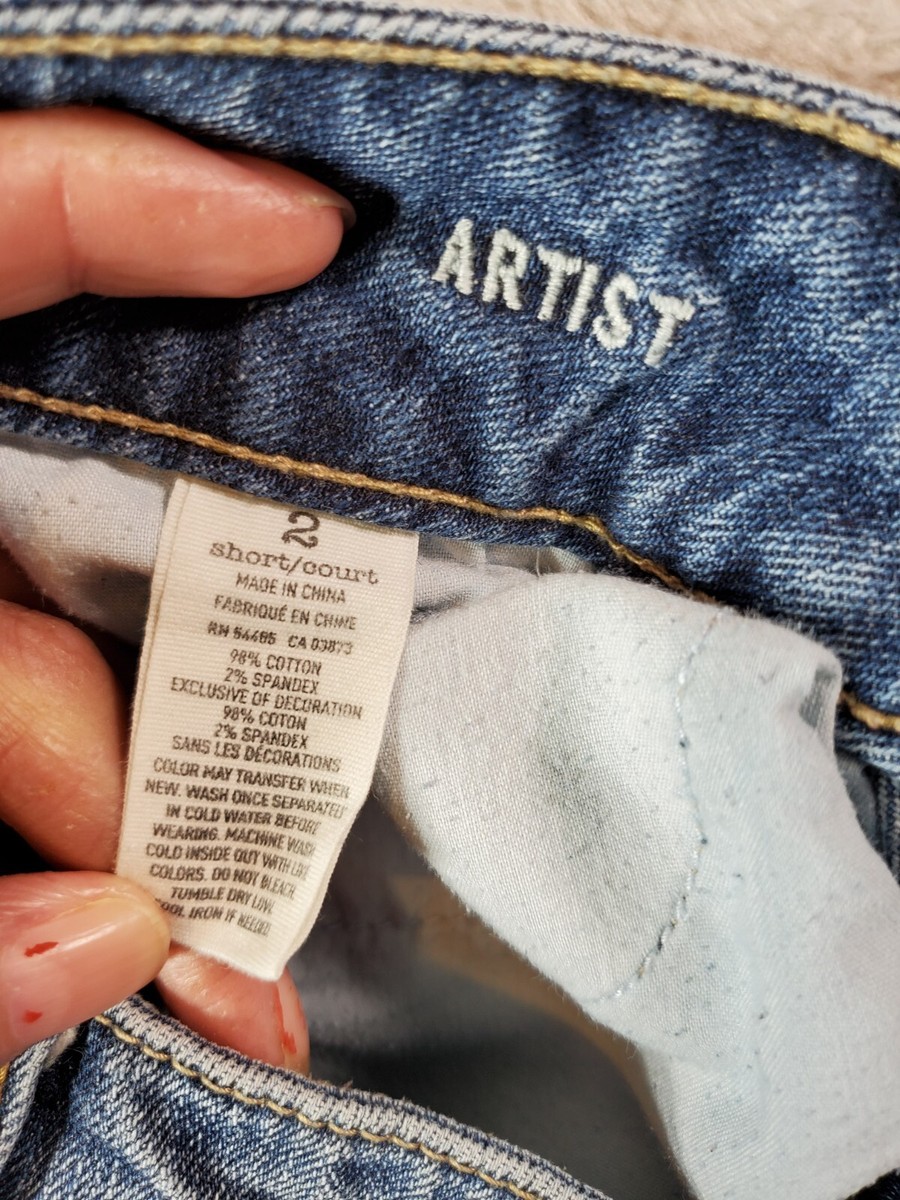 ARTIST
2
short/court
MADE IN CHINA
FABRIQUÉ EN CHINE
RN 54485 CA 03873
98% COTTON
2% SPANDEX
EXCLUSIVE OF DECORATION
98% COTON
2% SPANDEX
SANS LES DÉCORATIONS
COLOR MAY TRANSFER WHEN
NEW. WASH ONCE SEPARATELY
IN COLD WATER BEFORE
WEARING. MACHINE WASH
COLD INSIDE OUT WITH LIKE
COLORS. DO NOT BLEACH.
TUMBLE DRY LOW.
COOL IRON IF NEEDED.